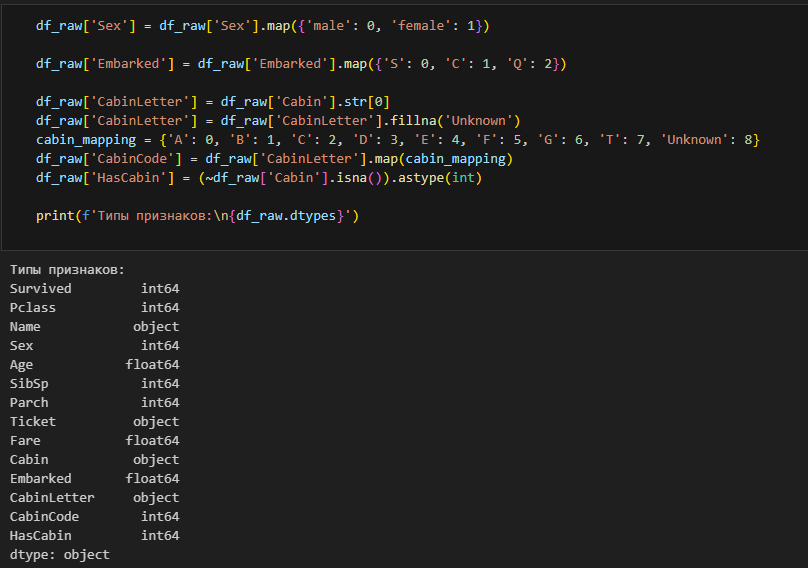 df_raw['Sex'] = df_raw['Sex'].map({'male': 0, 'female': 1})
df_raw['Embarked'] = df_raw['Embarked'].map({'S': 0, 'C': 1, 'Q': 2})
df_raw['CabinLetter'] = df_raw['Cabin'].str[0]
df_raw['CabinLetter'] = df_raw['CabinLetter'].fillna('Unknown')
cabin_mapping = {'A': 0, 'B': 1, 'C': 2, 'D': 3, 'E': 4, 'F': 5, 'G': 6, 'T': 7, 'Unknown': 8}
df_raw['CabinCode'] = df_raw['CabinLetter'].map(cabin_mapping)
df_raw['HasCabin'] = (~df_raw['Cabin'].isna()).astype(int)
print(f'Типы признаков:\n{df_raw.dtypes}')
Типы признаков:
Survived int64
Pclass int64
Name object
Sex int64
Age float64
SibSp int64
Parch int64
Ticket object
Fare float64
Cabin object
Embarked float64
CabinLetter object
CabinCode int64
HasCabin int64
dtype: object